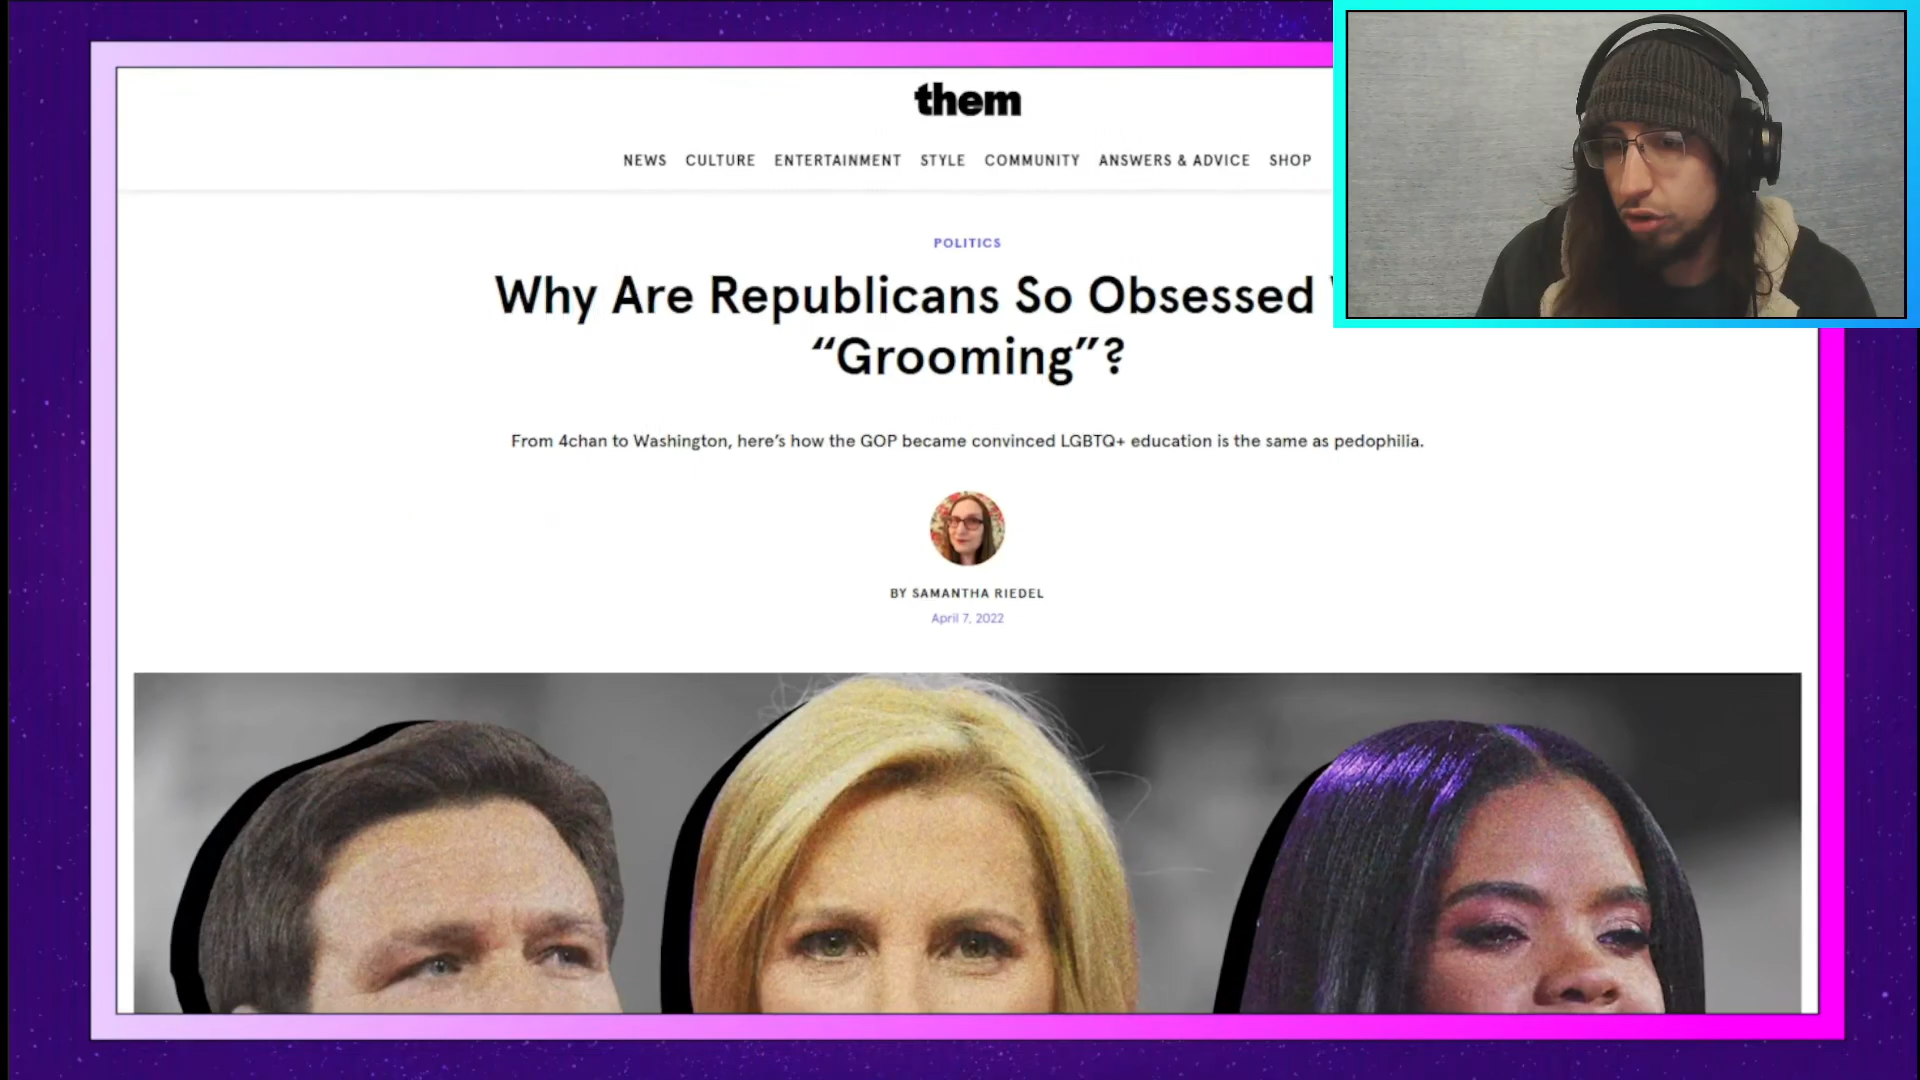 them
NEWS CULTURE ENTERTAINMENT STYLE COMMUNITY ANSWERS & ADVICE SHOP
POLITICS
Why Are Republicans So Obsessed
“Grooming”?
From 4chan to Washington, here’s how the GOP became convinced LGBTQ+ education is the same as pedophilia.
BY SAMANTHA RIEDEL
April 7, 2022